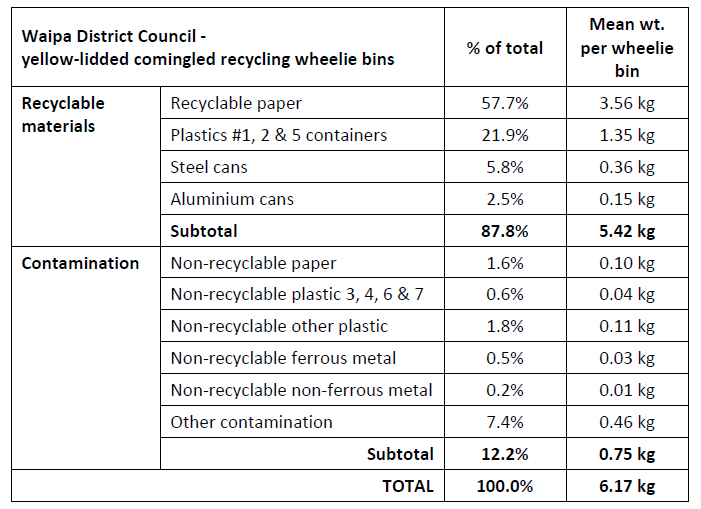 Waipa District Council -
yellow-lidded comingled recycling wheelie bins
% of total
Mean wt.
per wheelie
bin
Recyclable
materials
Recyclable paper 57.7% 3.56 kg
Plastics #1, 2 & 5 containers 21.9% 1.35 kg
Steel cans 5.8% 0.36 kg
Aluminium cans 2.5% 0.15 kg
Subtotal 87.8% 5.42 kg
Contamination Non-recyclable paper 1.6% 0.10 kg
Non-recyclable plastic 3, 4, 6 & 7 0.6% 0.04 kg
Non-recyclable other plastic 1.8% 0.11 kg
Non-recyclable ferrous metal 0.5% 0.03 kg
Non-recyclable non-ferrous metal 0.2% 0.01 kg
Other contamination 7.4% 0.46 kg
Subtotal 12.2% 0.75 kg
TOTAL 100.0% 6.17 kg